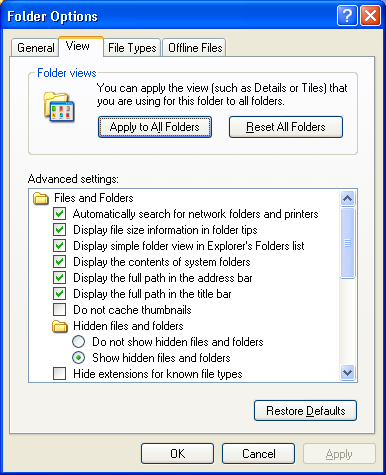 Folder Options
General
View
File Types
Offline Files
Folder views
You can apply the view (such as Details or Tiles) that
you are using for this folder to all folders.
Apply to All Folders
Reset All Folders
Advanced settings:
Files and Folders
Automatically search for network folders and printers
Display file size information in folder tips
Display simple folder view in Explorer's Folders list
Display the contents of system folders
Display the full path in the address bar
Display the full path in the title bar
Do not cache thumbnails
Hidden files and folders
Do not show hidden files and folders
Show hidden files and folders
Hide extensions for known file types
Restore Defaults
OK
Cancel
Apply